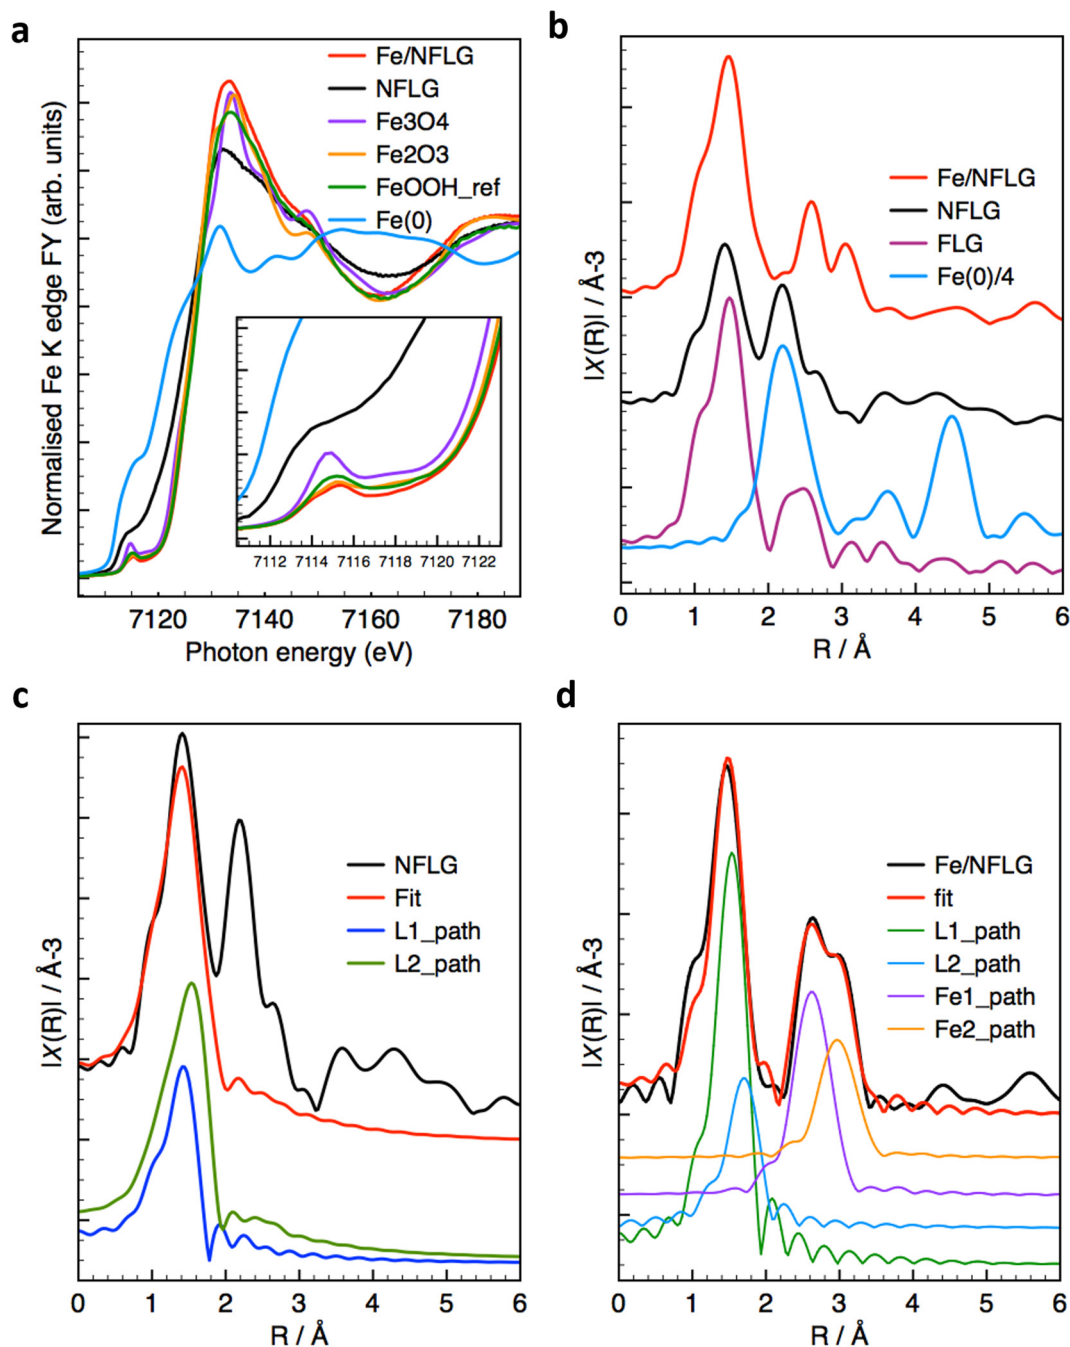 a
Normalised Fe K edge FY (arb. units)
Fe/NFLG
NFLG
Fe3O4
Fe2O3
FeOOH_ref
Fe(0)
7112 7114 7116 7118 7120 7122
7120 7140 7160 7180
Photon energy (eV)
b
|X(R)| / Å-3
Fe/NFLG
NFLG
FLG
Fe(0)/4
0 1 2 3 4 5 6
R / Å
c
|X(R)| / Å-3
NFLG
Fit
L1_path
L2_path
0 1 2 3 4 5 6
R / Å
d
|X(R)| / Å-3
Fe/NFLG
fit
L1_path
L2_path
Fe1_path
Fe2_path
0 1 2 3 4 5 6
R / Å